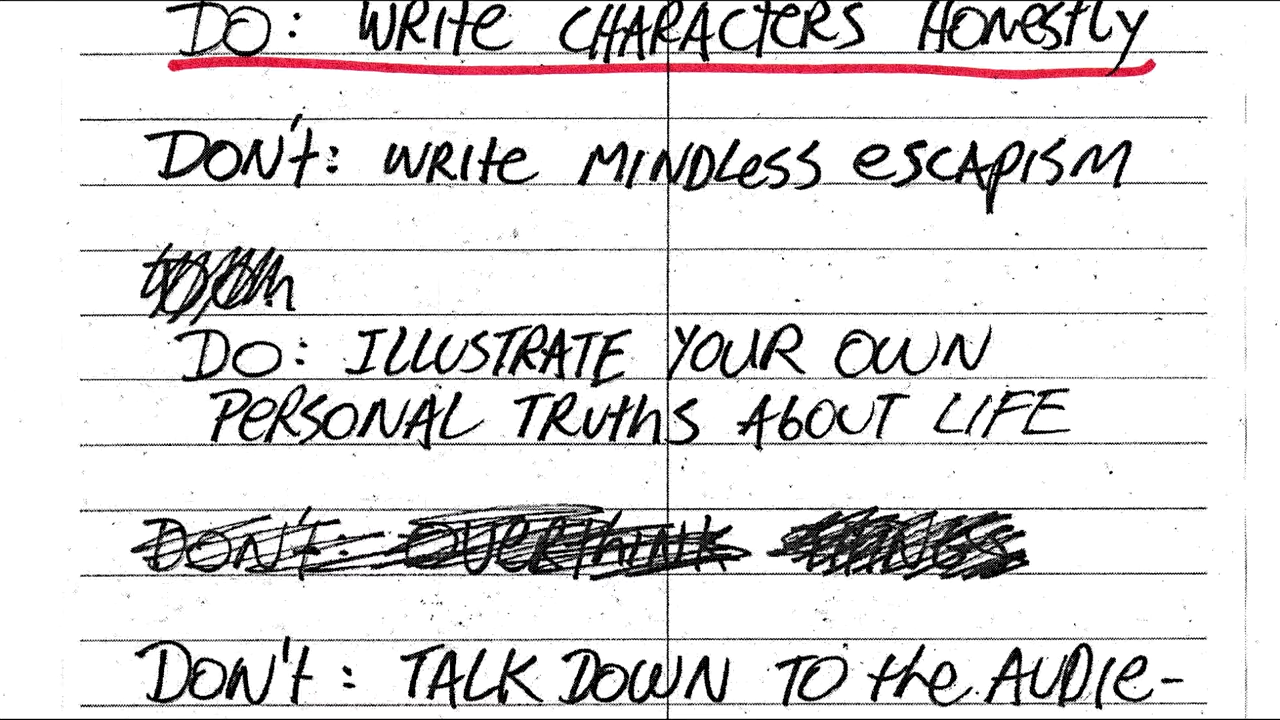 DO: WRIte CHARACTERS HONestly
DON't: WRIte MINDLess escApISM
DO: ILLUSTRATE YOUR OWN
PeRSONAL TRuthS AbOUT LIFE
DON't: OVERthINK thINGS
DON't: TALK DOWN TO the AUDIe-